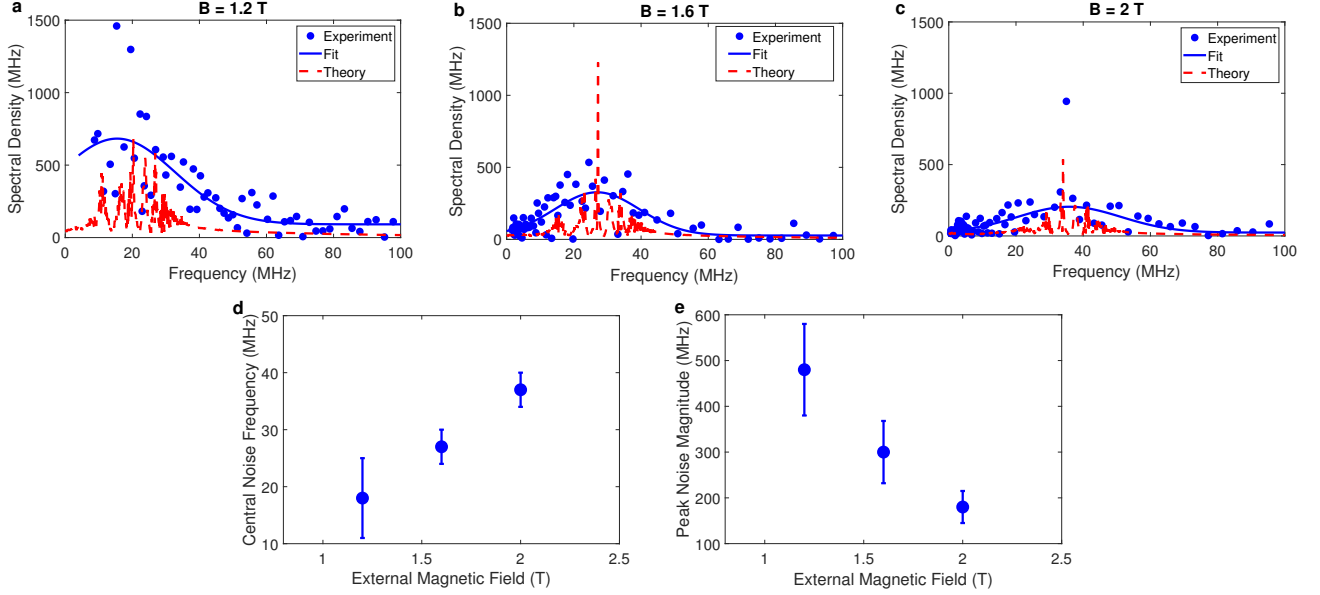 a
B = 1.2 T
1500
1000
500
0
0 20 40 60 80 100
Spectral Density (MHz)
Frequency (MHz)
Experiment
Fit
Theory
b
B = 1.6 T
1500
1000
500
0
0 20 40 60 80 100
Spectral Density (MHz)
Frequency (MHz)
Experiment
Fit
Theory
c
B = 2 T
1500
1000
500
0
0 20 40 60 80 100
Spectral Density (MHz)
Frequency (MHz)
Experiment
Fit
Theory
d
50
40
30
20
10
1 1.5 2 2.5
Central Noise Frequency (MHz)
External Magnetic Field (T)
e
600
500
400
300
200
100
1 1.5 2 2.5
Peak Noise Magnitude (MHz)
External Magnetic Field (T)